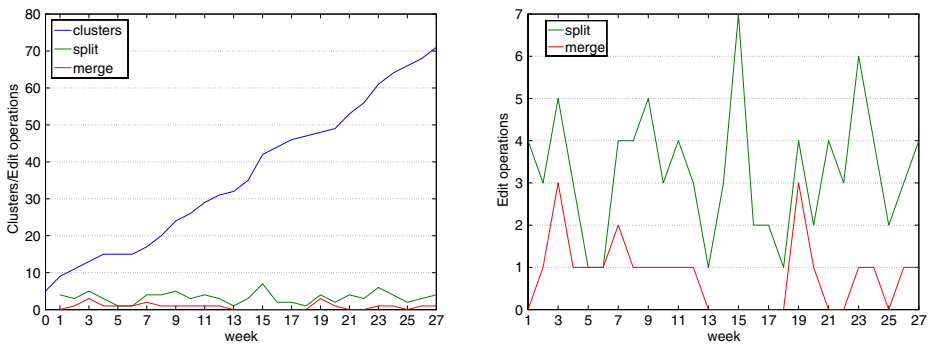 80
70
60
50
40
30
20
10
0
Clusters/Edit operations
clusters
split
merge
0 1 3 5 7 9 11 13 15 17 19 21 23 25 27
week
7
6
5
4
3
2
1
0
Edit operations
split
merge
1 3 5 7 9 11 13 15 17 19 21 23 25 27
week